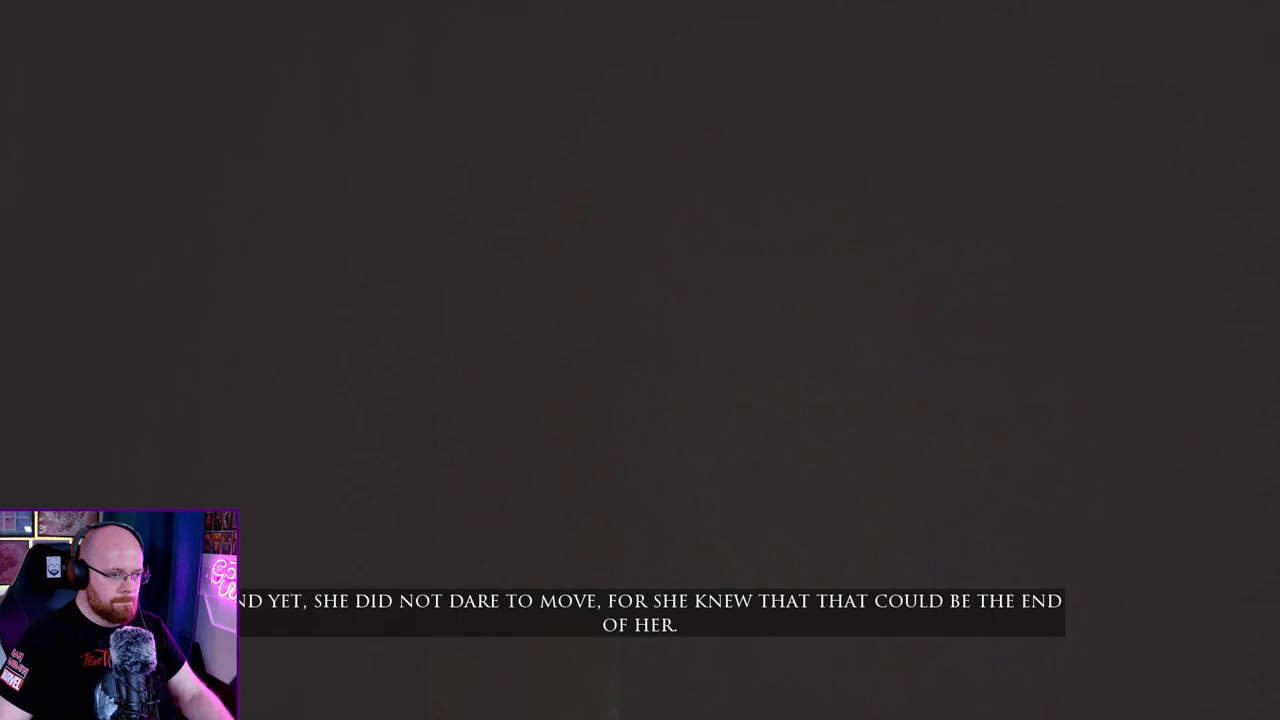 ND YET, SHE DID NOT DARE TO MOVE, FOR SHE KNEW THAT THAT COULD BE THE END
OF HER.
MARVEL